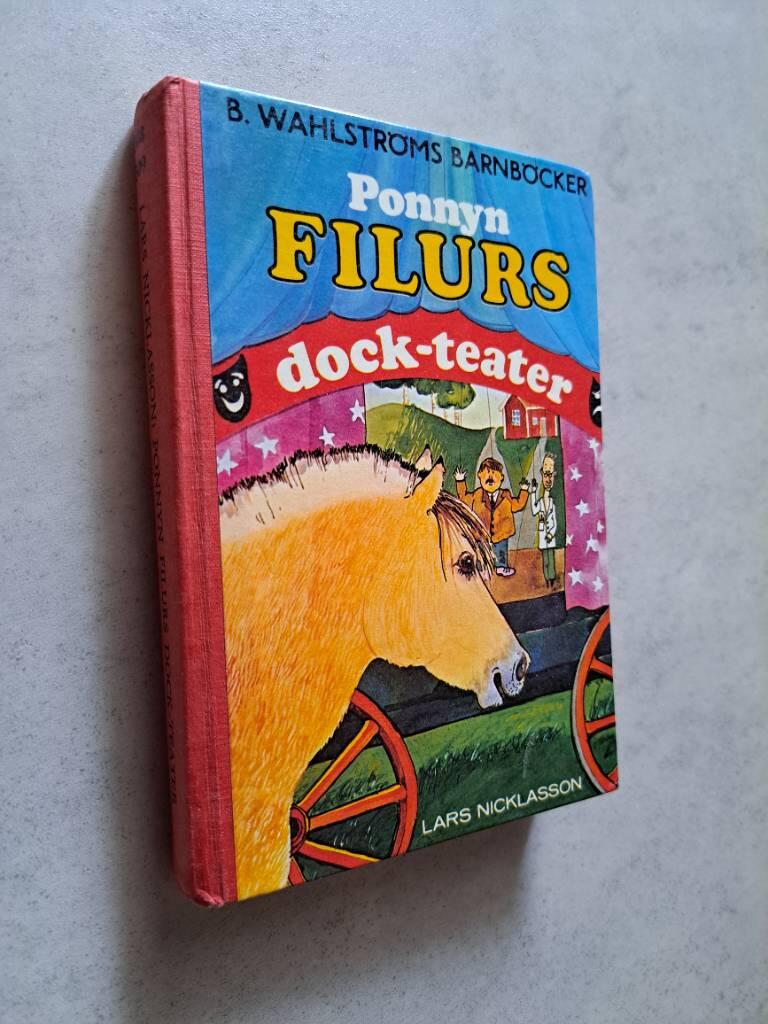 B. WAHLSTRÖMS BARNBÖCKER
Ponnyn
FILURS
dock-teater
LARS NICKLASSON
LARS NICKLASSON: PONNYN FILURS DOCK-TEATER